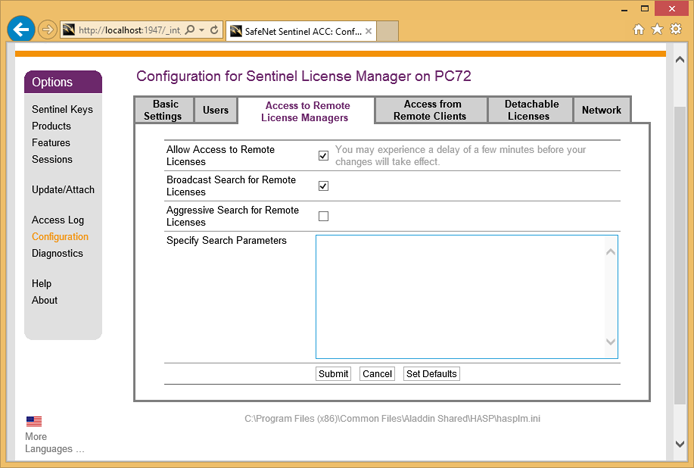 http://localhost:1947/_int
SafeNet Sentinel ACC: Conf...
Options
Sentinel Keys
Products
Features
Sessions
Update/Attach
Access Log
Configuration
Diagnostics
Help
About
More
Languages ...
Configuration for Sentinel License Manager on PC72
Basic
Settings
Users
Access to Remote
License Managers
Access from
Remote Clients
Detachable
Licenses
Network
Allow Access to Remote
Licenses
You may experience a delay of a few minutes before your
changes will take effect.
Broadcast Search for Remote
Licenses
Aggressive Search for Remote
Licenses
Specify Search Parameters
Submit Cancel Set Defaults
C:\Program Files (x86)\Common Files\Aladdin Shared\HASP\hasplm.ini